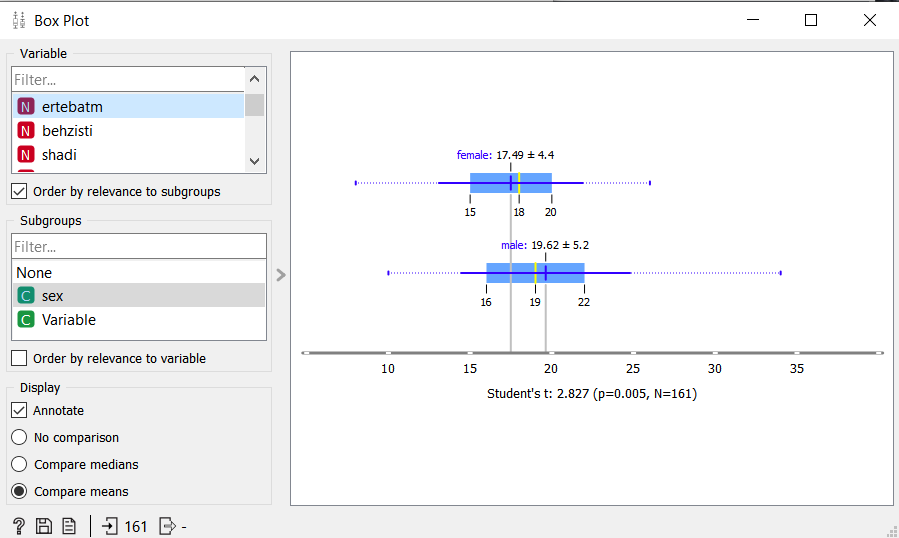 Box Plot
Variable
Filter...
N ertebatm
N behzisti
N shadi
Order by relevance to subgroups
Subgroups
Filter...
None
C sex
C Variable
Order by relevance to variable
Display
Annotate
No comparison
Compare medians
Compare means
? 161 -
female: 17.49 ± 4.4
15 18 20
male: 19.62 ± 5.2
16 19 22
10 15 20 25 30 35
Student's t: 2.827 (p=0.005, N=161)